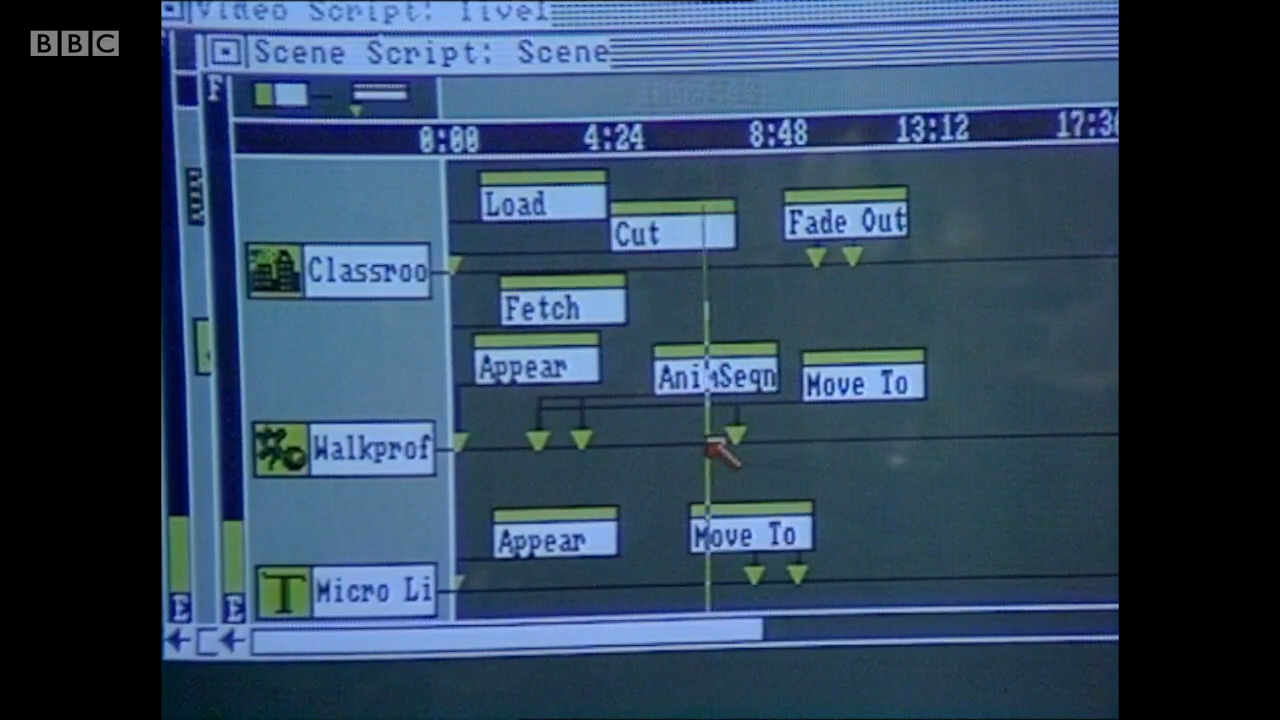 BBC
Video Script:
Scene Script: Scene
0:00 4:24 8:48 13:12 17:36
Load
Cut
Fade Out
Classroo
Fetch
Appear
AnimSeqn
Move To
Walkprof
Appear
Move To
Micro Li
E E